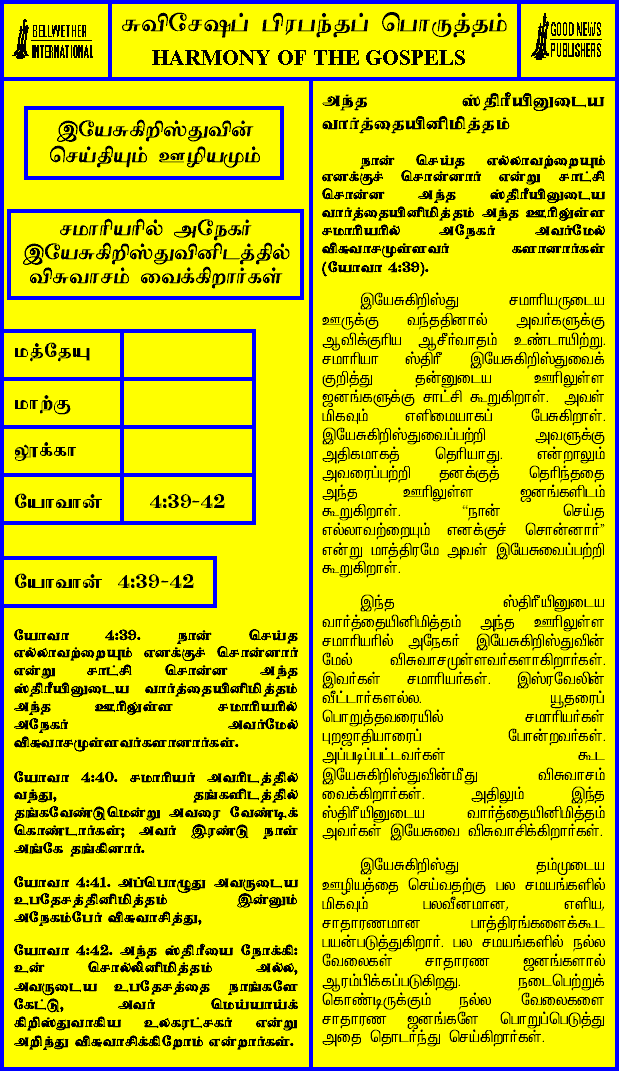 BELLWETHER
INTERNATIONAL
சுவிசேஷப் பிரபந்தப் பொருத்தம்
HARMONY OF THE GOSPELS
GOOD NEWS
PUBLISHERS
இயேசுகிறிஸ்துவின்
செய்தியும் ஊழியமும்
சமாரியரில் அநேகர்
இயேசுகிறிஸ்துவினிடத்தில்
விசுவாசம் வைக்கிறார்கள்
மத்தேயு
மாற்கு
லூக்கா
யோவான் 4:39-42
யோவான் 4:39-42
யோவா 4:39. நான் செய்த
எல்லாவற்றையும் எனக்குச் சொன்னார்
என்று சாட்சி சொன்ன அந்த
ஸ்திரீயினுடைய வார்த்தையினிமித்தம்
அந்த ஊரிலுள்ள சமாரியரில்
அநேகர் அவர்மேல்
விசுவாசமுள்ளவர்களானார்கள்.
யோவா 4:40. சமாரியர் அவரிடத்தில்
வந்து, தங்களிடத்தில்
தங்கவேண்டுமென்று அவரை வேண்டிக்
கொண்டார்கள்; அவர் இரண்டு நாள்
அங்கே தங்கினார்.
யோவா 4:41. அப்பொழுது அவருடைய
உபதேசத்தினிமித்தம் இன்னும்
அநேகம்பேர் விசுவாசித்து,
யோவா 4:42. அந்த ஸ்திரீயை நோக்கி:
உன் சொல்லினிமித்தம் அல்ல,
அவருடைய உபதேசத்தை நாங்களே
கேட்டு, அவர் மெய்யாய்க்
கிறிஸ்துவாகிய உலகரட்சகர் என்று
அறிந்து விசுவாசிக்கிறோம் என்றார்கள்.
அந்த ஸ்திரீயினுடைய
வார்த்தையினிமித்தம்
நான் செய்த எல்லாவற்றையும்
எனக்குச் சொன்னார் என்று சாட்சி
சொன்ன அந்த ஸ்திரீயினுடைய
வார்த்தையினிமித்தம் அந்த ஊரிலுள்ள
சமாரியரில் அநேகர் அவர்மேல்
விசுவாசமுள்ளவர் களானார்கள்
(யோவா 4:39).
இயேசுகிறிஸ்து சமாரியருடைய
ஊருக்கு வந்ததினால் அவர்களுக்கு
ஆவிக்குரிய ஆசீர்வாதம் உண்டாயிற்று.
சமாரியா ஸ்திரீ இயேசுகிறிஸ்துவைக்
குறித்து தன்னுடைய ஊரிலுள்ள
ஜனங்களுக்கு சாட்சி கூறுகிறாள். அவள்
மிகவும் எளிமையாகப் பேசுகிறாள்.
இயேசுகிறிஸ்துவைப்பற்றி அவளுக்கு
அதிகமாகத் தெரியாது. என்றாலும்
அவரைப்பற்றி தனக்குத் தெரிந்ததை
அந்த ஊரிலுள்ள ஜனங்களிடம்
கூறுகிறாள். “நான் செய்த
எல்லாவற்றையும் எனக்குச் சொன்னார்”
என்று மாத்திரமே அவள் இயேசுவைப்பற்றி
கூறுகிறாள்.
இந்த ஸ்திரீயினுடைய
வார்த்தையினிமித்தம் அந்த ஊரிலுள்ள
சமாரியரில் அநேகர் இயேசுகிறிஸ்துவின்
மேல் விசுவாசமுள்ளவர்களாகிறார்கள்.
இவர்கள் சமாரியர்கள். இஸ்ரவேலின்
வீட்டார்களல்ல. யூதரைப்
பொறுத்தவரையில் சமாரியர்கள்
புறஜாதியாரைப் போன்றவர்கள்.
அப்படிப்பட்டவர்கள் கூட
இயேசுகிறிஸ்துவின்மீது விசுவாசம்
வைக்கிறார்கள். அதிலும் இந்த
ஸ்திரீயினுடைய வார்த்தையினிமித்தம்
அவர்கள் இயேசுவை விசுவாசிக்கிறார்கள்.
இயேசுகிறிஸ்து தம்முடைய
ஊழியத்தை செய்வதற்கு பல சமயங்களில்
மிகவும் பலவீனமான, எளிய,
சாதாரணமான பாத்திரங்களைக்கூட
பயன்படுத்துகிறார். பல சமயங்களில் நல்ல
வேலைகள் சாதாரண ஜனங்களால்
ஆரம்பிக்கப்படுகிறது. நடைபெற்றுக்
கொண்டிருக்கும் நல்ல வேலைகளை
சாதாரண ஜனங்களே பொறுப்பெடுத்து
அதை தொடர்ந்து செய்கிறார்கள்.